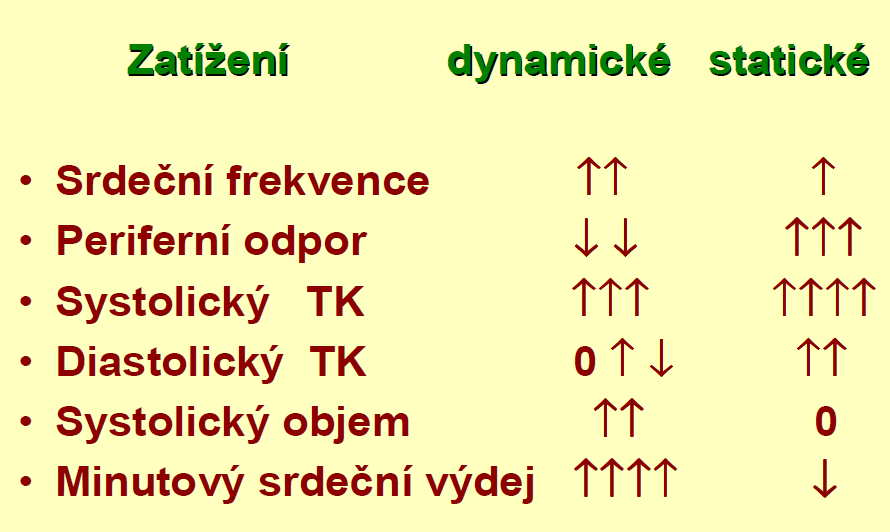 Zatížení dynamické statické
• Srdeční frekvence ↑↑ ↑
• Periferní odpor ↓↓ ↑↑↑
• Systolický TK ↑↑↑ ↑↑↑↑
• Diastolický TK 0 ↑↓ ↑↑
• Systolický objem ↑↑ 0
• Minutový srdeční výdej ↑↑↑↑ ↓